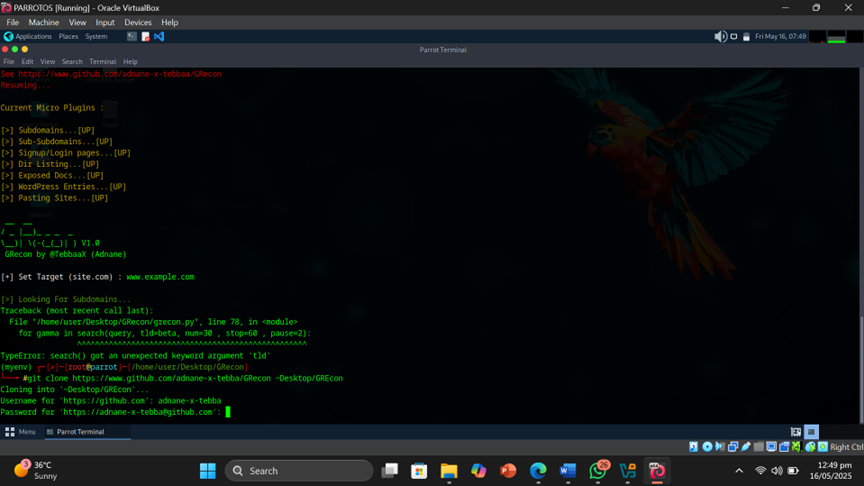 PARROTOS [Running] - Oracle VirtualBox
File Machine View Input Devices Help
Applications Places System
Fri May 16, 07:49
Parrot Terminal
File Edit View Search Terminal Help
See https://www.github.com/adnane-x-tebbaa/GRecon
Resuming...
Current Micro Plugins :
[>] Subdomains...[UP]
[>] Sub-Subdomains...[UP]
[>] Signup/Login pages...[UP]
[>] Dir Listing...[UP]
[>] Exposed Docs...[UP]
[>] WordPress Entries...[UP]
[>] Pasting Sites...[UP]
V1.0
GRecon by @TebbaaX (Adnane)
[+] Set Target (site.com) : www.example.com
[>] Looking For Subdomains...
Traceback (most recent call last):
File "/home/user/Desktop/GRecon/grecon.py", line 78, in <module>
for gamma in search(query, tld=beta, num=30 , stop=60 , pause=2):
^^^^^^^^^^^^^^^^^^^^^^^^^^^^^^^^^^^^^^^^^^^^^^^^^^^
TypeError: search() got an unexpected keyword argument 'tld'
(myenv) ┌─[✗]─[root@parrot]─[/home/user/Desktop/GRecon]
└──╼ #git clone https://www.github.com/adnane-x-tebba/GRecon ~Desktop/GREcon
Cloning into '~Desktop/GREcon'...
Username for 'https://github.com': adnane-x-tebba
Password for 'https://adnane-x-tebba@github.com':
Menu Parrot Terminal
Right Ctrl
3
36°C
Sunny
Search
26
12:49 pm
16/05/2025